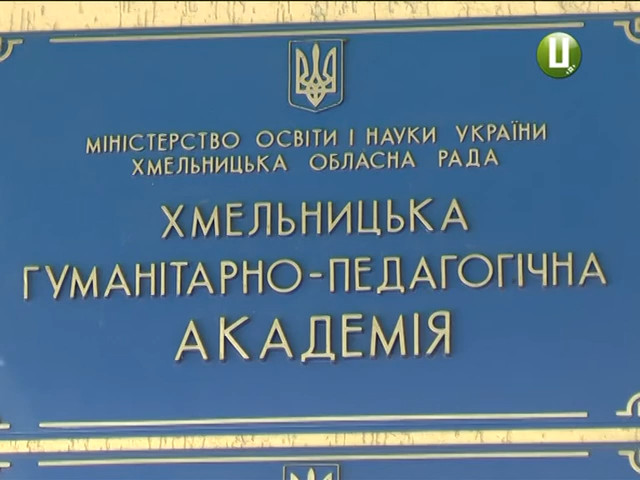 Ц
МІНІСТЕРСТВО ОСВІТИ І НАУКИ УКРАЇНИ
ХМЕЛЬНИЦЬКА ОБЛАСНА РАДА
ХМЕЛЬНИЦЬКА
ГУМАНІТАРНО-ПЕДАГОГІЧНА
АКАДЕМІЯ